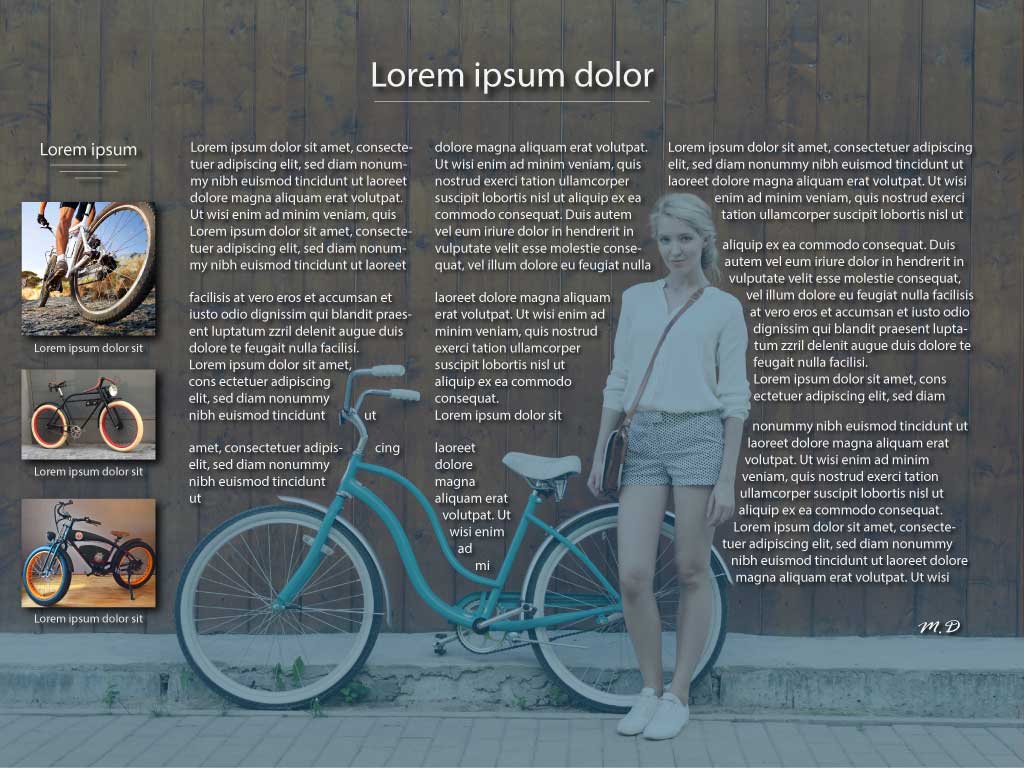 Lorem ipsum dolor
Lorem ipsum
Lorem ipsum dolor sit
Lorem ipsum dolor sit
Lorem ipsum dolor sit
Lorem ipsum dolor sit amet, consecte-
tuer adipiscing elit, sed diam nonum-
my nibh euismod tincidunt ut laoreet
dolore magna aliquam erat volutpat.
Ut wisi enim ad minim veniam, quis
Lorem ipsum dolor sit amet, consecte-
tuer adipiscing elit, sed diam nonum-
my nibh euismod tincidunt ut laoreet
facilisis at vero eros et accumsan et
iusto odio dignissim qui blandit praes-
ent luptatum zzril delenit augue duis
dolore te feugait nulla facilisi.
Lorem ipsum dolor sit amet,
cons ectetuer adipiscing
elit, sed diam nonummy
nibh euismod tincidunt ut
amet, consectetuer adipis- cing
elit, sed diam nonummy
nibh euismod tincidunt
ut
dolore magna aliquam erat volutpat.
Ut wisi enim ad minim veniam, quis
nostrud exerci tation ullamcorper
suscipit lobortis nisl ut aliquip ex ea
commodo consequat. Duis autem
vel eum iriure dolor in hendrerit in
vulputate velit esse molestie conse-
quat, vel illum dolore eu feugiat nulla
laoreet dolore magna aliquam
erat volutpat. Ut wisi enim ad
minim veniam, quis nostrud
exerci tation ullamcorper
suscipit lobortis nisl ut
aliquip ex ea commodo
consequat.
Lorem ipsum dolor sit
laoreet
dolore
magna
aliquam erat
volutpat. Ut
wisi enim
ad
mi
Lorem ipsum dolor sit amet, consectetuer adipiscing
elit, sed diam nonummy nibh euismod tincidunt ut
laoreet dolore magna aliquam erat volutpat. Ut wisi
enim ad minim veniam, quis nostrud exerci
tation ullamcorper suscipit lobortis nisl ut
aliquip ex ea commodo consequat. Duis
autem vel eum iriure dolor in hendrerit in
vulputate velit esse molestie consequat,
vel illum dolore eu feugiat nulla facilisis
at vero eros et accumsan et iusto odio
dignissim qui blandit praesent lupta-
tum zzril delenit augue duis dolore te
feugait nulla facilisi.
Lorem ipsum dolor sit amet, cons
ectetuer adipiscing elit, sed diam
nonummy nibh euismod tincidunt ut
laoreet dolore magna aliquam erat
volutpat. Ut wisi enim ad minim
veniam, quis nostrud exerci tation
ullamcorper suscipit lobortis nisl ut
aliquip ex ea commodo consequat.
Lorem ipsum dolor sit amet, consecte-
tuer adipiscing elit, sed diam nonummy
nibh euismod tincidunt ut laoreet dolore
magna aliquam erat volutpat. Ut wisi
M.D